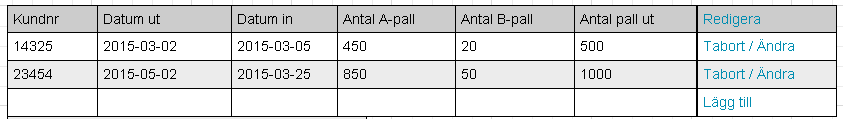 Kundnr Datum ut Datum in Antal A-pall Antal B-pall Antal pall ut Redigera
14325 2015-03-02 2015-03-05 450 20 500 Tabort / Ändra
23454 2015-05-02 2015-03-25 850 50 1000 Tabort / Ändra
Lägg till